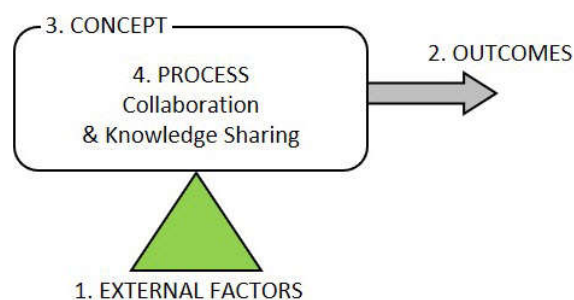 3. CONCEPT
2. OUTCOMES
4. PROCESS
Collaboration
& Knowledge Sharing
1. EXTERNAL FACTORS